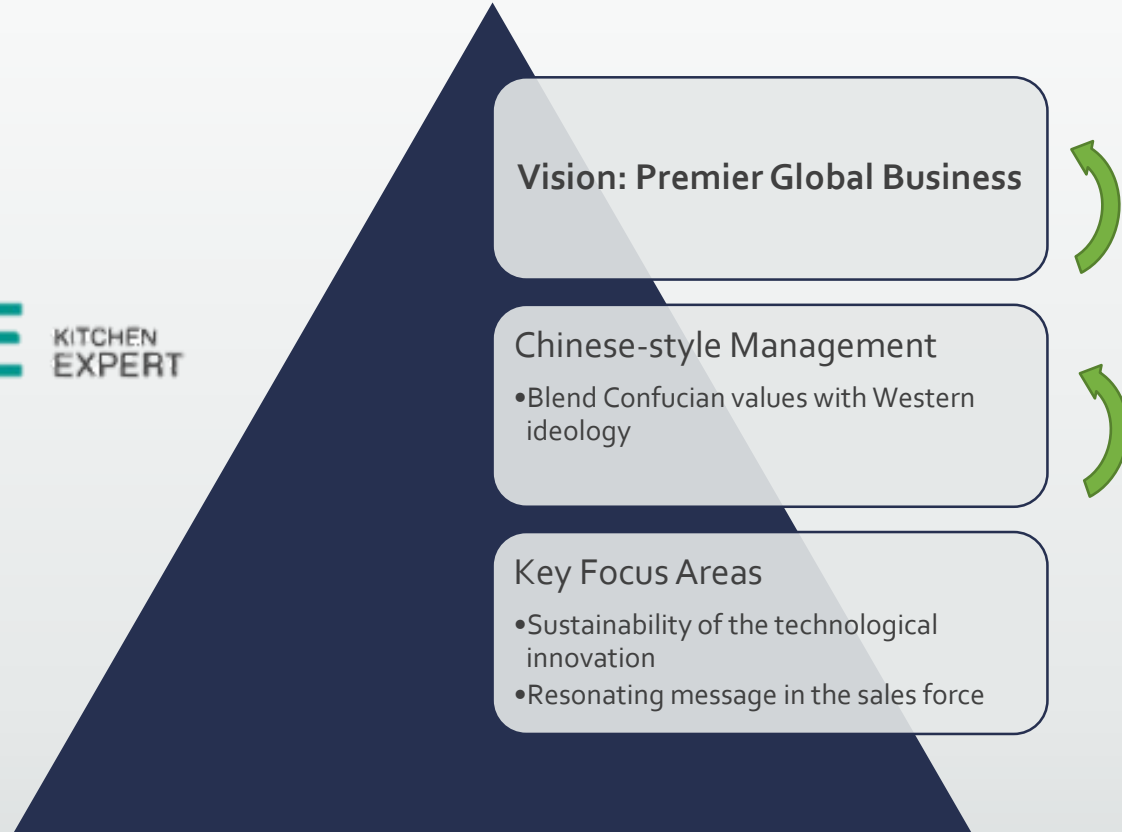 KITCHEN
EXPERT
Vision: Premier Global Business
Chinese-style Management
•Blend Confucian values with Western
ideology
Key Focus Areas
•Sustainability of the technological
innovation
•Resonating message in the sales force